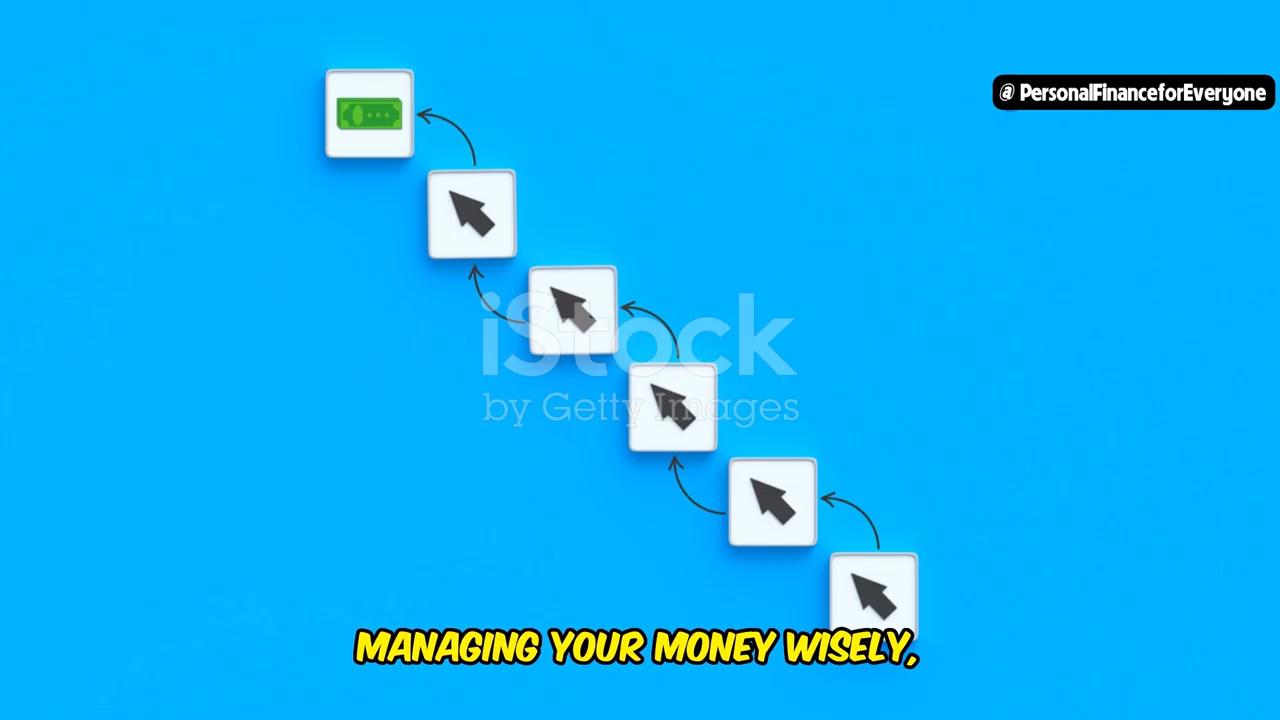 @ PersonalFinanceforEveryone
iStock
by Getty Images
MANAGING YOUR MONEY WISELY,